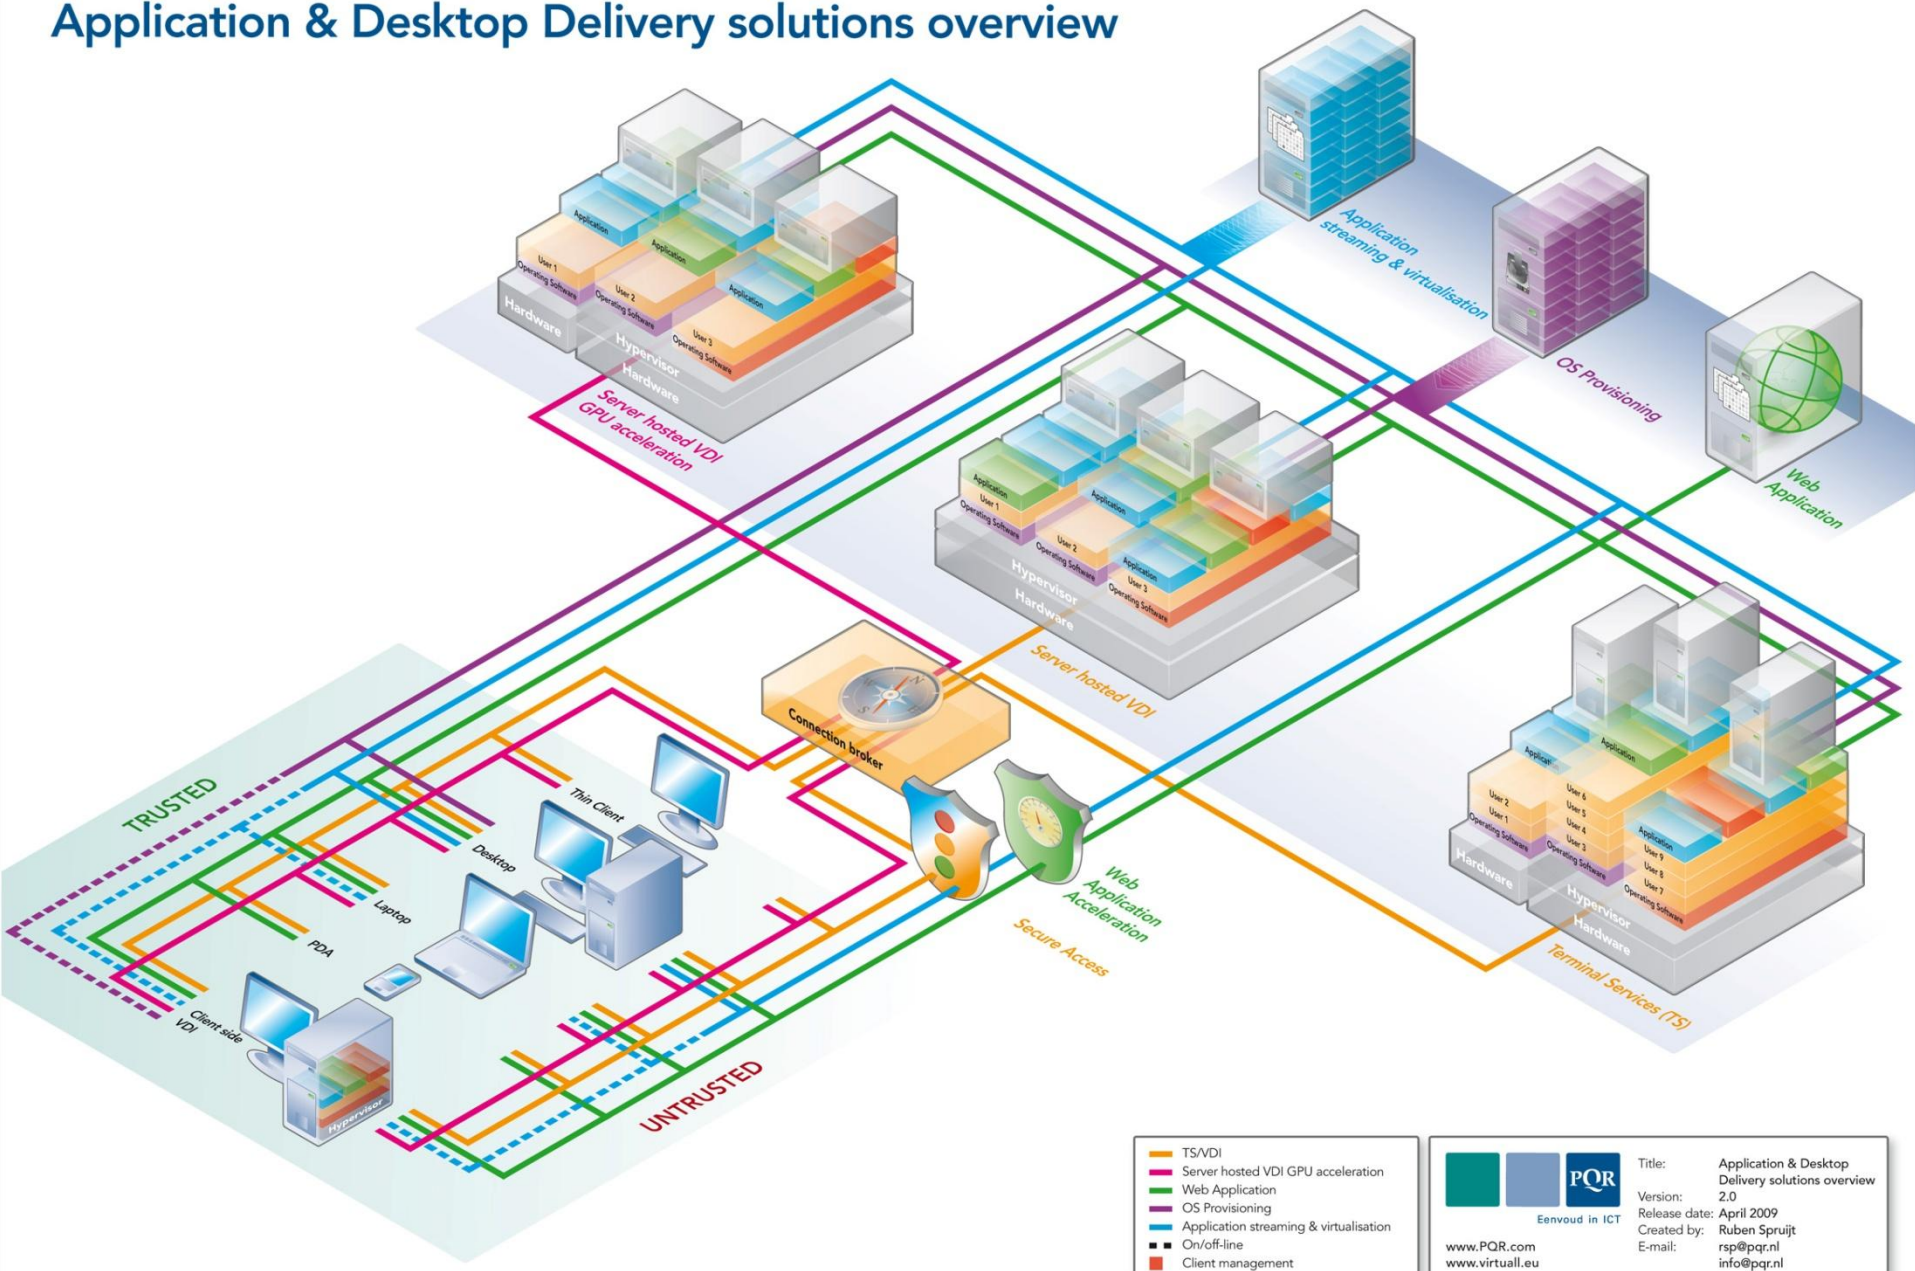 Application & Desktop Delivery solutions overview
Application
Application
Application
User 1
Operating Software
User 2
Operating Software
User 3
Operating Software
Hardware
Hypervisor
Hardware
Server hosted VDI
GPU acceleration
Application
streaming & virtualisation
OS Provisioning
Web
Application
Application
User 1
Operating Software
Application
User 2
Operating Software
Application
User 3
Operating Software
Hypervisor
Hardware
Server hosted VDI
Connection broker
N
S
TRUSTED
Thin Client
Desktop
Laptop
PDA
Client side
VDI
Hypervisor
UNTRUSTED
Web
Application
Acceleration
Secure Access
Applicat
Application
User 2
User 1
Operating Software
User 6
User 5
User 4
User 3
Operating Software
Application
User 9
User 8
User 7
Operating Software
Hardware
Hypervisor
Hardware
Terminal Services (TS)
TS/VDI
Server hosted VDI GPU acceleration
Web Application
OS Provisioning
Application streaming & virtualisation
On/off-line
Client management
PQR
Eenvoud in ICT
www.PQR.com
www.virtuall.eu
Title: Application & Desktop
Delivery solutions overview
Version: 2.0
Release date: April 2009
Created by: Ruben Spruijt
E-mail: rsp@pqr.nl
info@pqr.nl